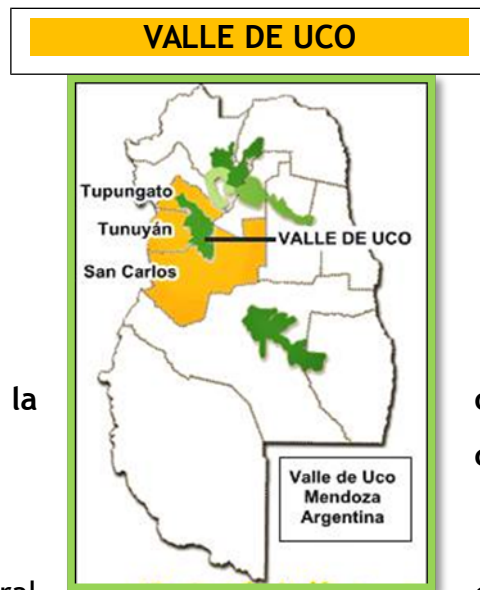 VALLE DE UCO
Tupungato
Tunuyán
VALLE DE UCO
San Carlos
la
Valle de Uco
Mendoza
Argentina